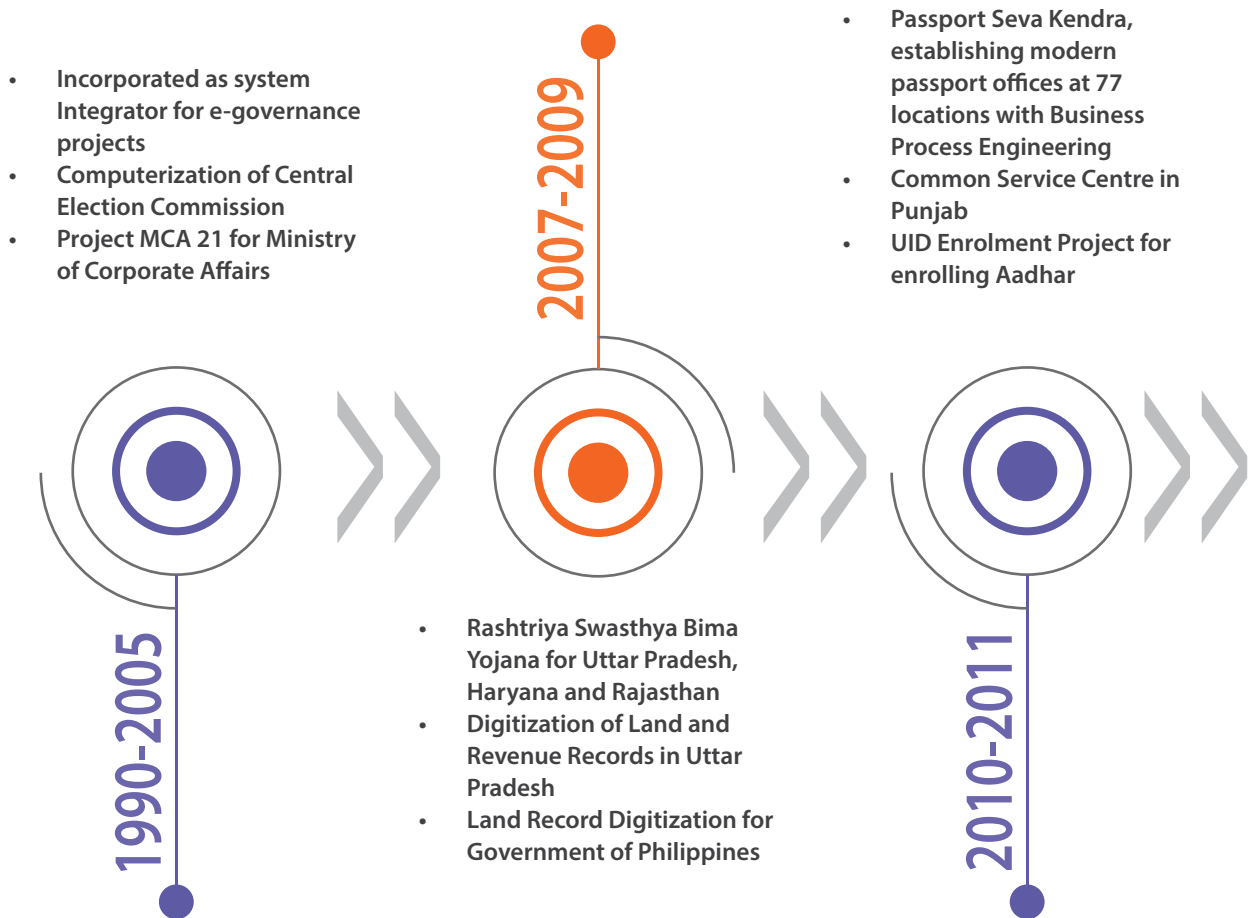 • Incorporated as system
Integrator for e-governance
projects
• Computerization of Central
Election Commission
• Project MCA 21 for Ministry
of Corporate Affairs
1990-2005
2007-2009
• Rashtriya Swasthya Bima
Yojana for Uttar Pradesh,
Haryana and Rajasthan
• Digitization of Land and
Revenue Records in Uttar
Pradesh
• Land Record Digitization for
Government of Philippines
• Passport Seva Kendra,
establishing modern
passport offices at 77
locations with Business
Process Engineering
• Common Service Centre in
Punjab
• UID Enrolment Project for
enrolling Aadhar
2010-2011